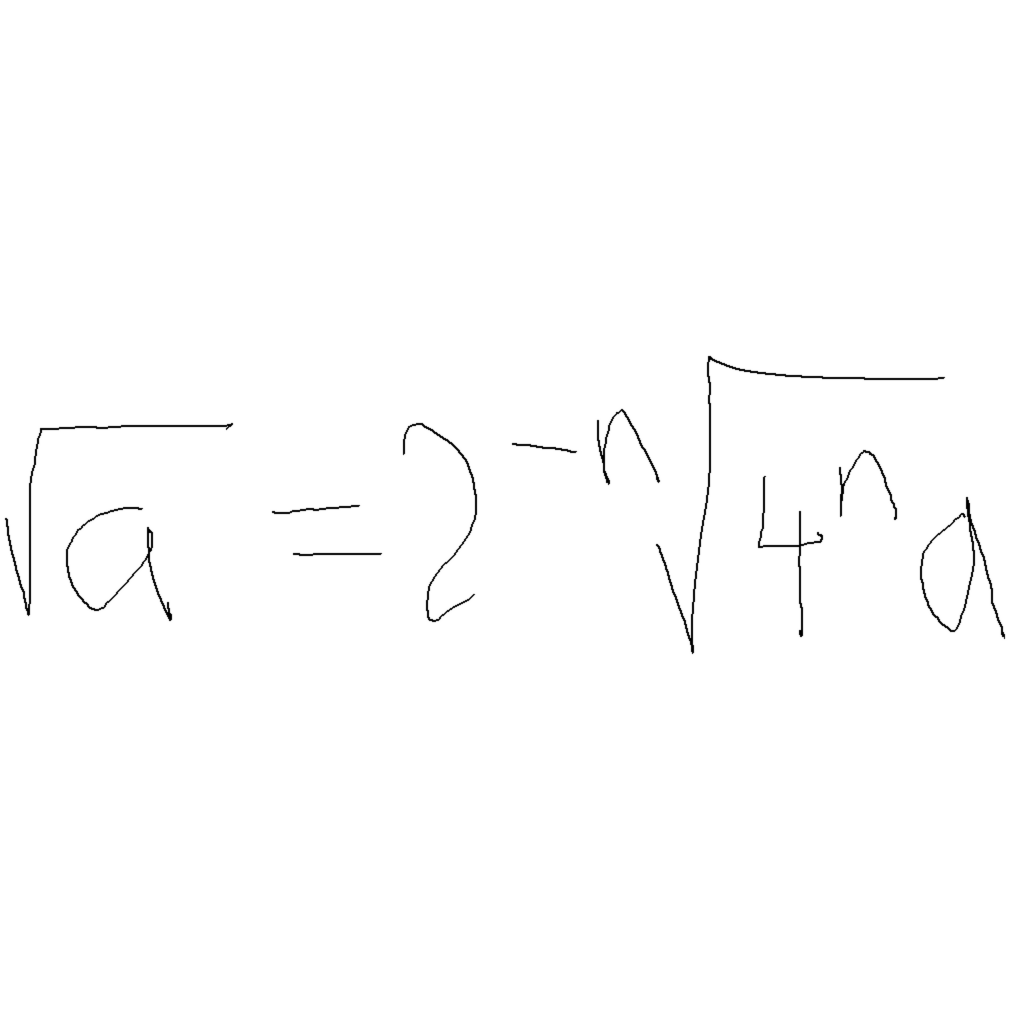 √a = 2⁻ⁿ√(4ⁿa)